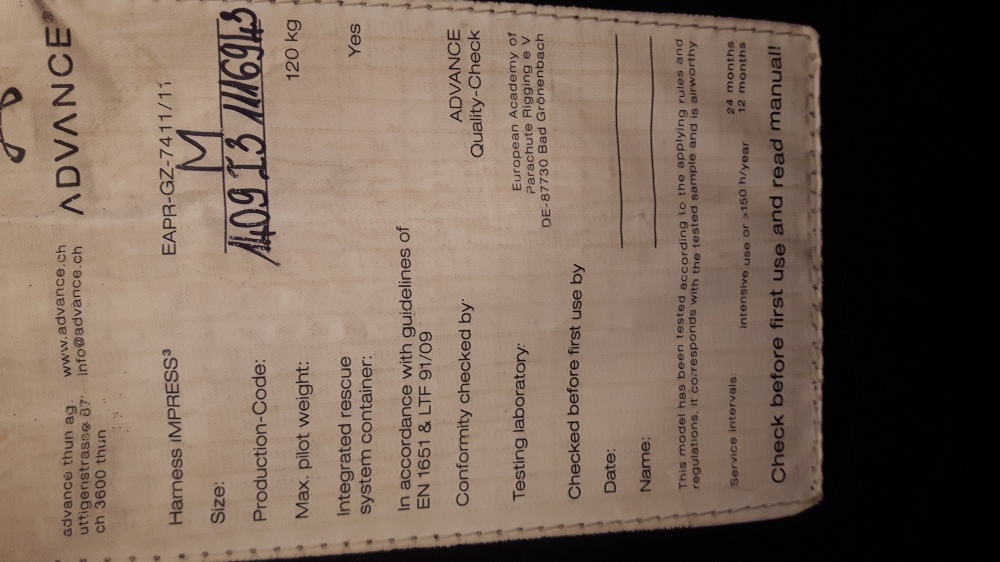 ADVANCE®
advance thun ag www.advance.ch
uttigenstrasse 87 info@advance.ch
ch 3600 thun
Harness IMPRESS³ EAPR-GZ-7411/11
Size: M
Production-Code: 1409 I3 1116943
Max. pilot weight: 120 kg
Integrated rescue
system container: Yes
In accordance with guidelines of
EN 1651 & LTF 91/09
Conformity checked by: ADVANCE
Quality-Check
Testing laboratory: European Academy of
Parachute Rigging e V
DE-87730 Bad Grönenbach
Checked before first use by
Date:
Name:
This model has been tested according to the applying rules and
regulations, it corresponds with the tested sample and is airworthy
Service intervals: 24 months
intensive use or >150 h/year 12 months
Check before first use and read manual!